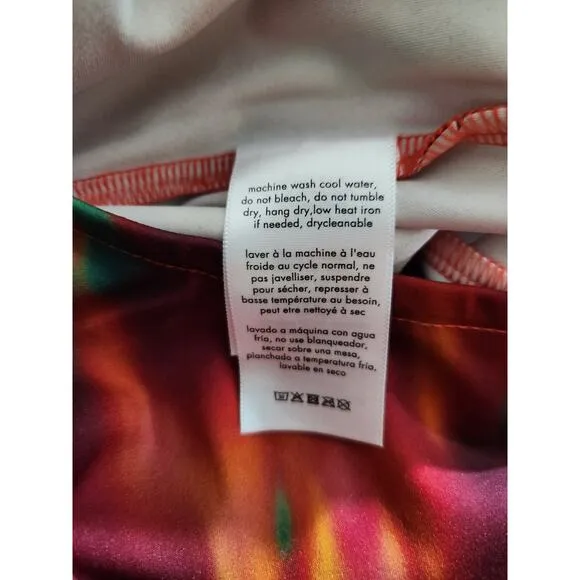 machine wash cool water,
do not bleach, do not tumble
dry, hang dry,low heat iron
if needed, drycleanable
laver à la machine à l'eau
froide au cycle normal, ne
pas javelliser, suspendre
pour sécher, represser à
basse température au besoin,
peut etre nettoyé à sec
lavado a máquina con agua
fría, no use blanqueador,
secar sobre una mesa,
planchado a temperatura fría,
lavable en seco